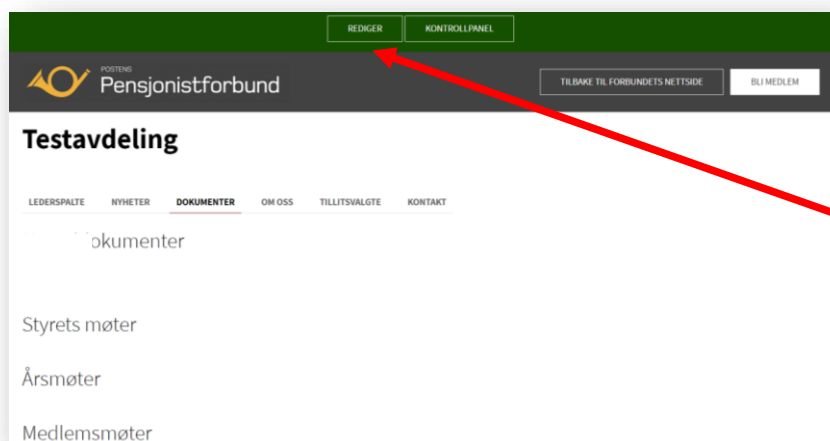 REDIGER KONTROLLPANEL
POSTENS
Pensjonistforbund
TILBAKE TIL FORBUNDETS NETTSIDE BLI MEDLEM
Testavdeling
LEDERSPALTE NYHETER DOKUMENTER OM OSS TILLITSVALGTE KONTAKT
okumenter
Styrets møter
Årsmøter
Medlemsmøter